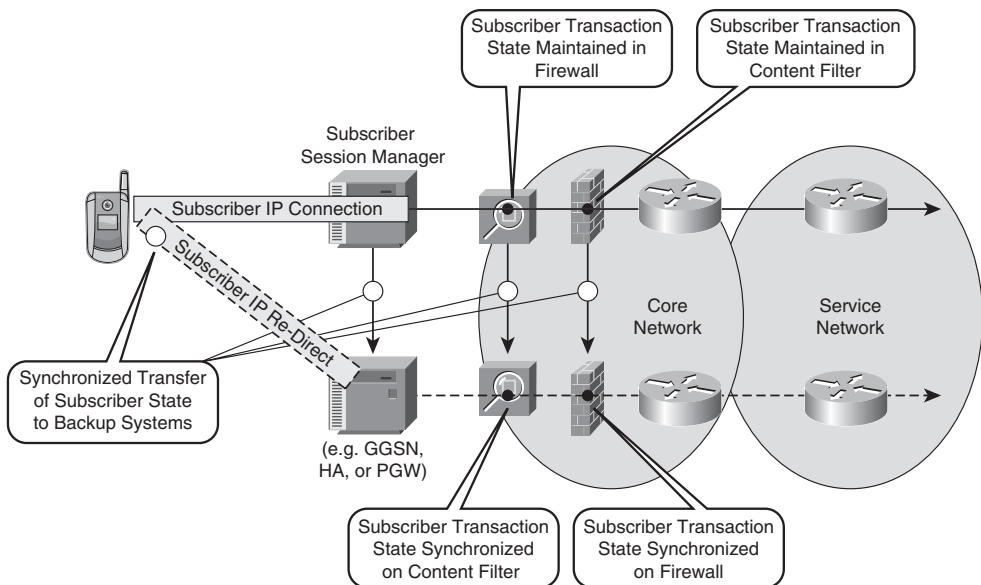 Subscriber Transaction
State Maintained in
Firewall
Subscriber Transaction
State Maintained in
Content Filter
Subscriber
Session Manager
Subscriber IP Connection
Subscriber IP Re-Direct
Core
Network
Service
Network
Synchronized Transfer
of Subscriber State
to Backup Systems
(e.g. GGSN,
HA, or PGW)
Subscriber Transaction
State Synchronized
on Content Filter
Subscriber Transaction
State Synchronized
on Firewall